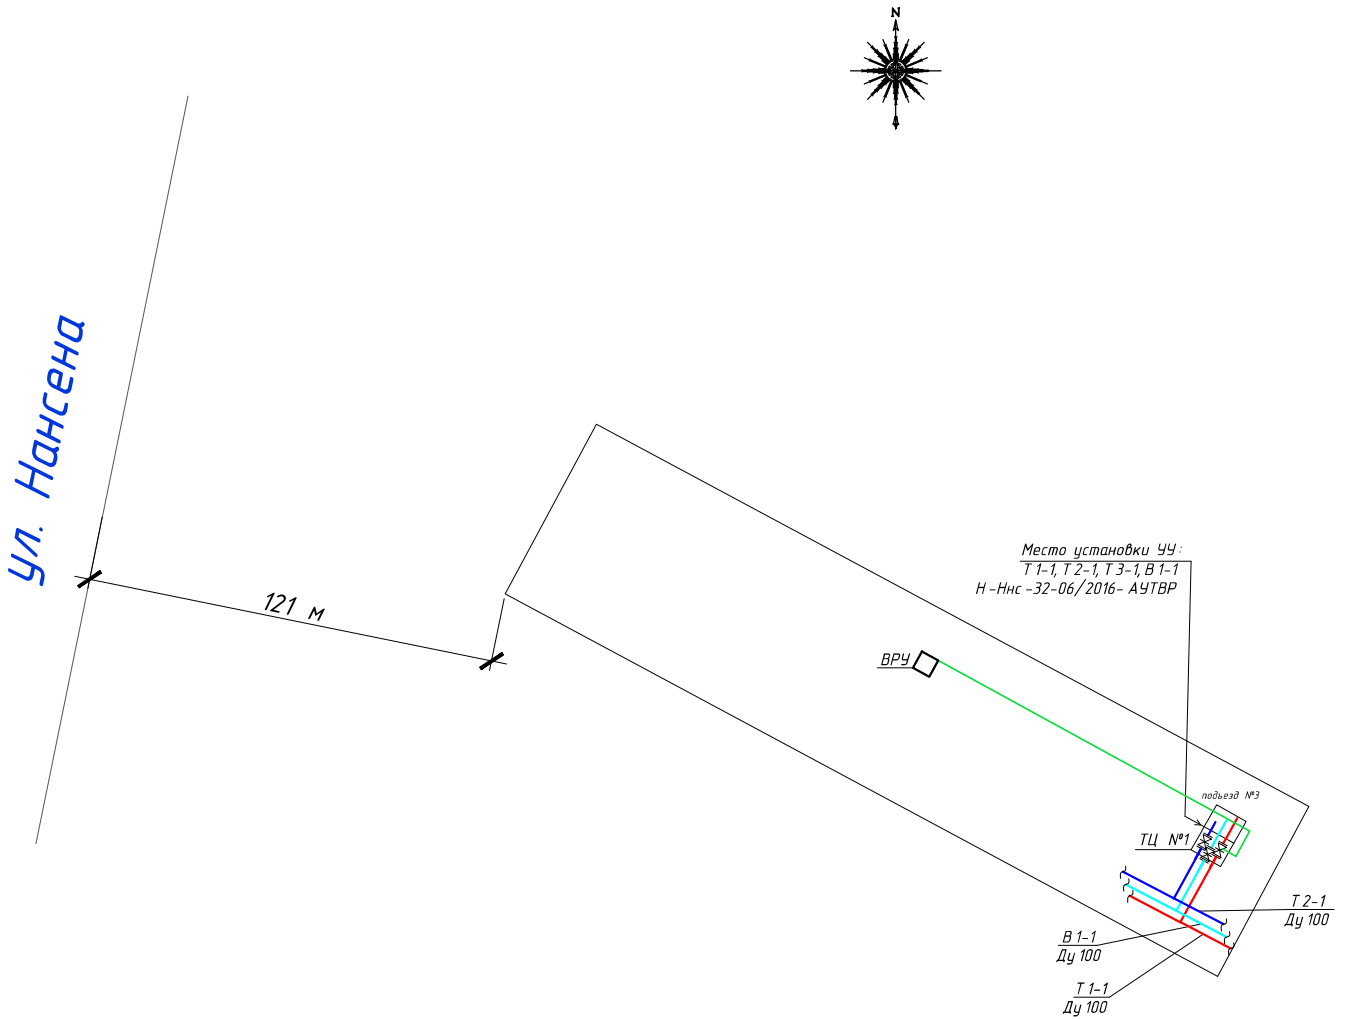 N
ул. Нансена
121 м
Место установки УУ:
Т 1-1, Т 2-1, Т 3-1, В 1-1
Н-Ннс-32-06/2016-АУТВР
ВРУ
подьезд №3
ТЦ №1
Т 2-1
Ду 100
В 1-1
Ду 100
Т 1-1
Ду 100